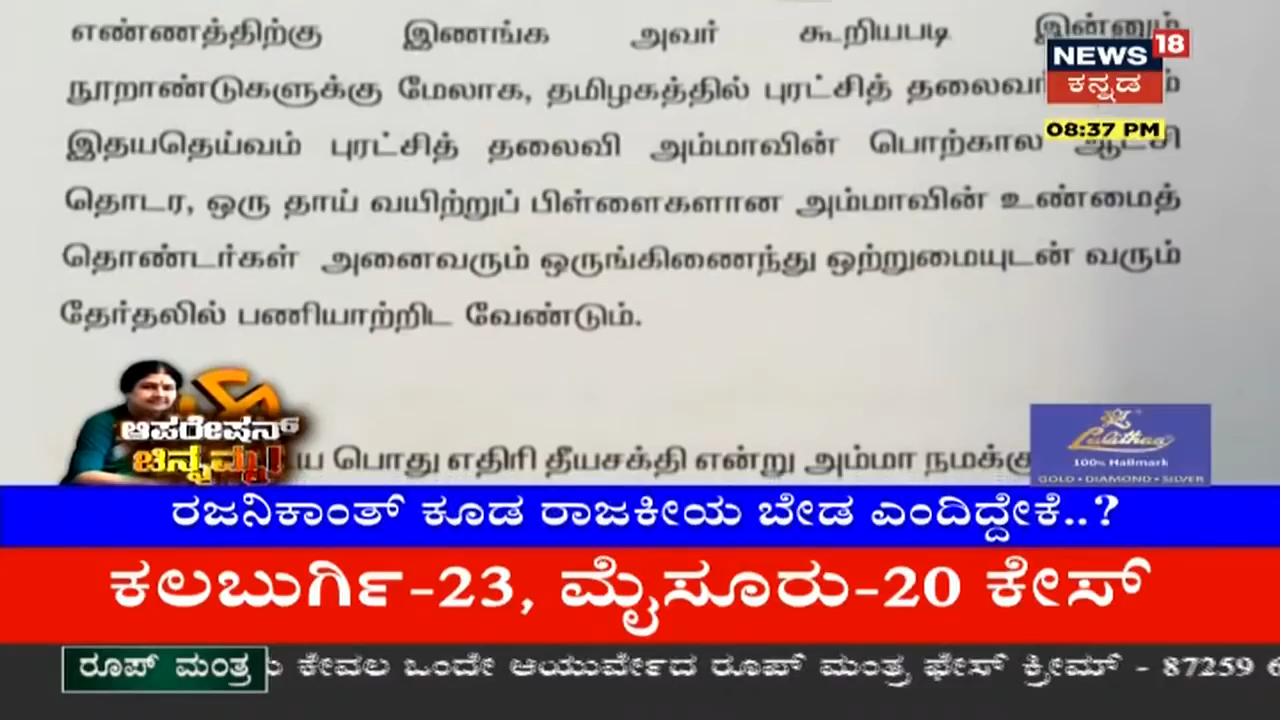 எண்ணத்திற்கு இணங்க அவர் கூறியபடி இன்னும்
நூறாண்டுகளுக்கு மேலாக, தமிழகத்தில் புரட்சித்
இதயதெய்வம் புரட்சித் தலைவி அம்மாவின் பொற்கால ஆட்சி
தொடர, ஒரு தாய் வயிற்றுப் பிள்ளைகளான அம்மாவின் உண்மைத்
தொண்டர்கள் அனைவரும் ஒருங்கிணைந்து ஒற்றுமையுடன் வரும்
தேர்தலில் பணியாற்றிட வேண்டும்.
NEWS 18
ಕನ್ನಡ
08:37 PM
ಆಪರೇಷನ್
ಚಿನ್ನಮ್ಮ!
ய பொது எதிரி தீயசக்தி என்று அம்மா நமக்கு
Lalithaa
100% Hallmark
GOLD • DIAMOND • SILVER
ರಜನಿಕಾಂತ್ ಕೂಡ ರಾಜಕೀಯ ಬೇಡ ಎಂದಿದ್ದೇಕೆ..?
ಕಲಬುರ್ಗಿ-23, ಮೈಸೂರು-20 ಕೇಸ್
ರೂಪ್ ಮಂತ್ರ ಕೇವಲ ಒಂದೇ ಆಯುರ್ವೇದ ರೂಪ್ ಮಂತ್ರ ಫೇಸ್ ಕ್ರೀಮ್ - 87259 6